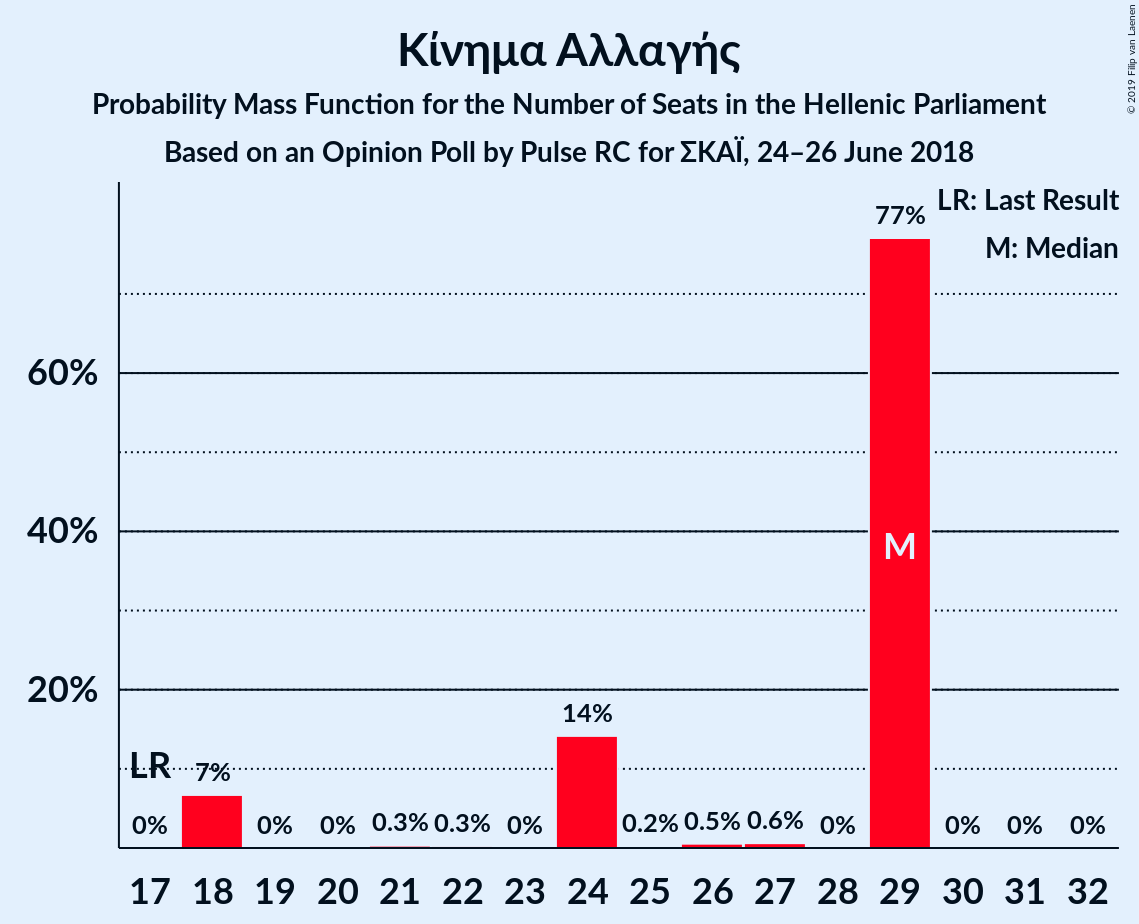 Κίνημα Αλλαγής
Probability Mass Function for the Number of Seats in the Hellenic Parliament
Based on an Opinion Poll by Pulse RC for ΣΚΑΪ, 24–26 June 2018
© 2019 Filip van Laenen
LR: Last Result
M: Median
77%
60%
40%
M
20%
14%
LR
7%
0% 0% 0% 0.3% 0.3% 0% 0.2% 0.5% 0.6% 0% 0% 0% 0%
17 18 19 20 21 22 23 24 25 26 27 28 29 30 31 32